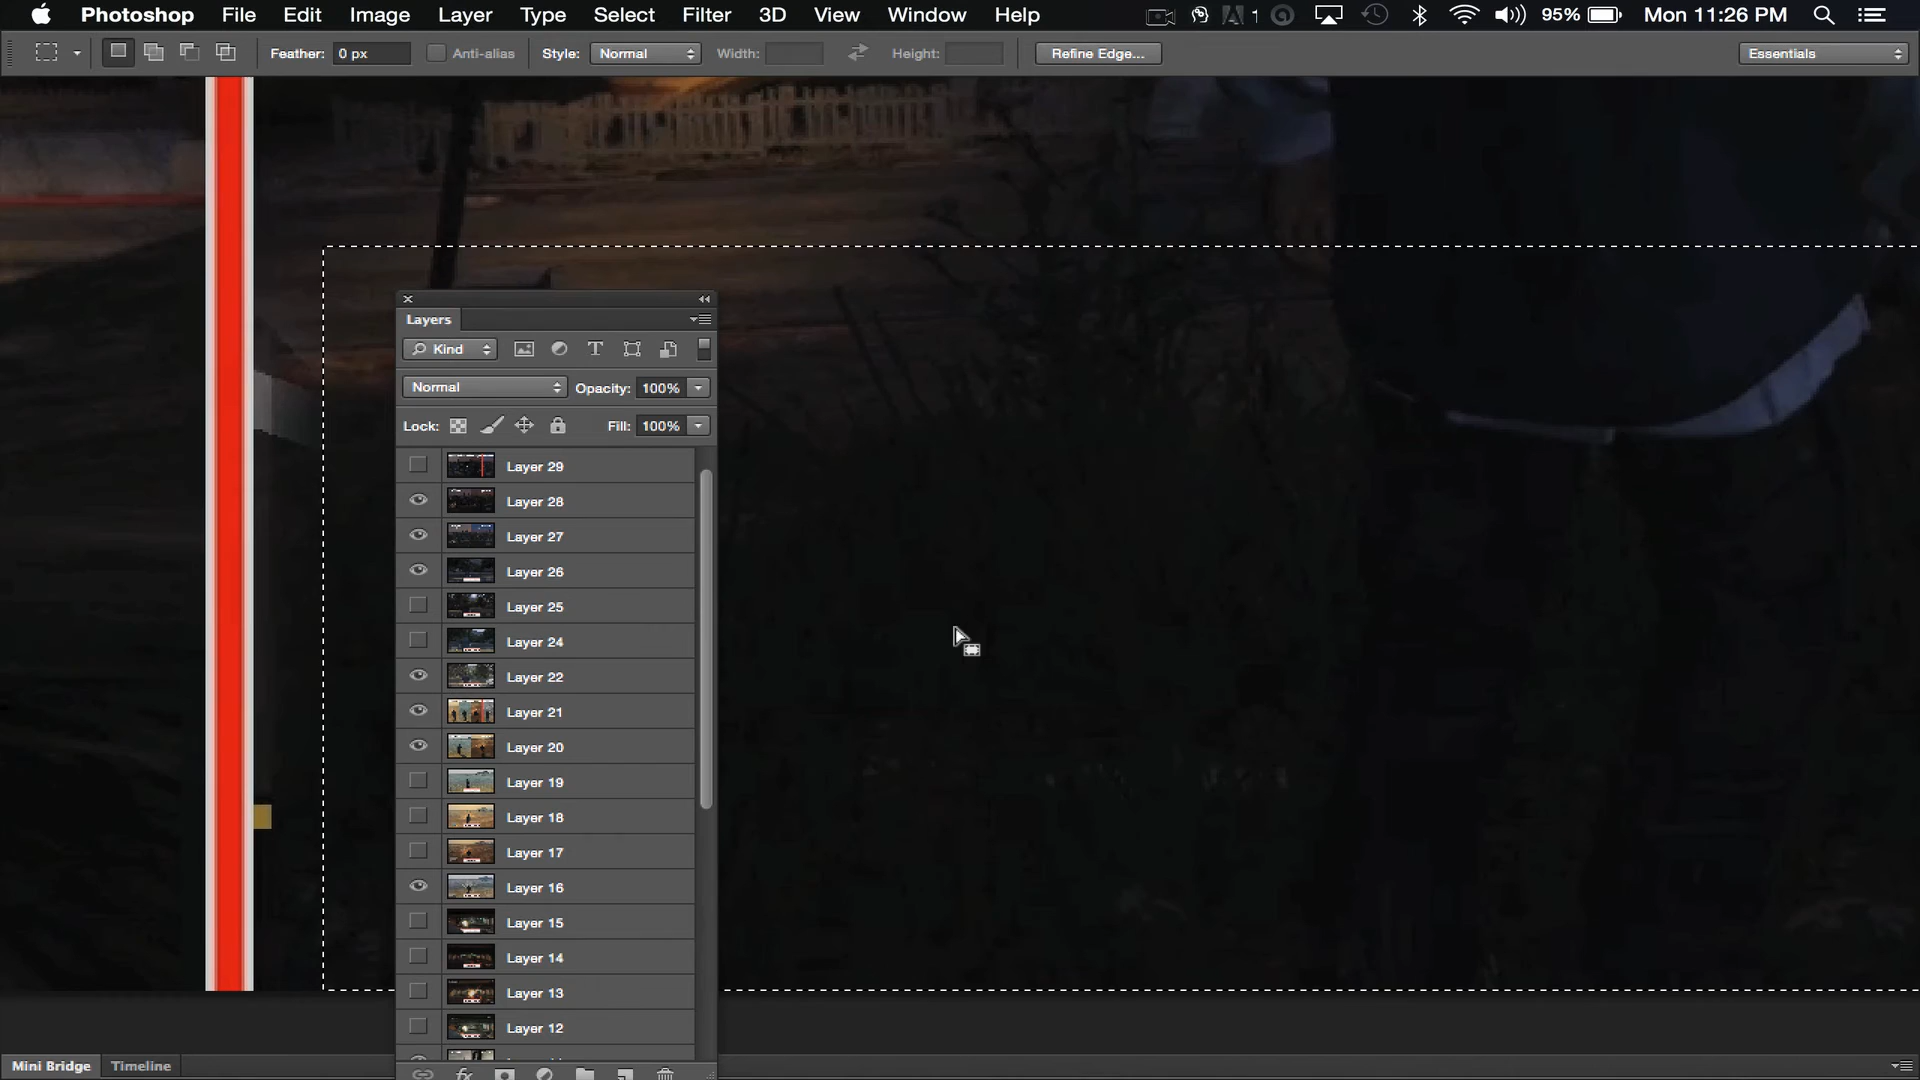 Photoshop File Edit Image Layer Type Select Filter 3D View Window Help 1 95% Mon 11:26 PM
Feather: 0 px Anti-alias Style: Normal Width: Height: Refine Edge... Essentials
Layers
Kind
Normal Opacity: 100%
Lock: Fill: 100%
Layer 29
Layer 28
Layer 27
Layer 26
Layer 25
Layer 24
Layer 22
Layer 21
Layer 20
Layer 19
Layer 18
Layer 17
Layer 16
Layer 15
Layer 14
Layer 13
Layer 12
Mini Bridge Timeline